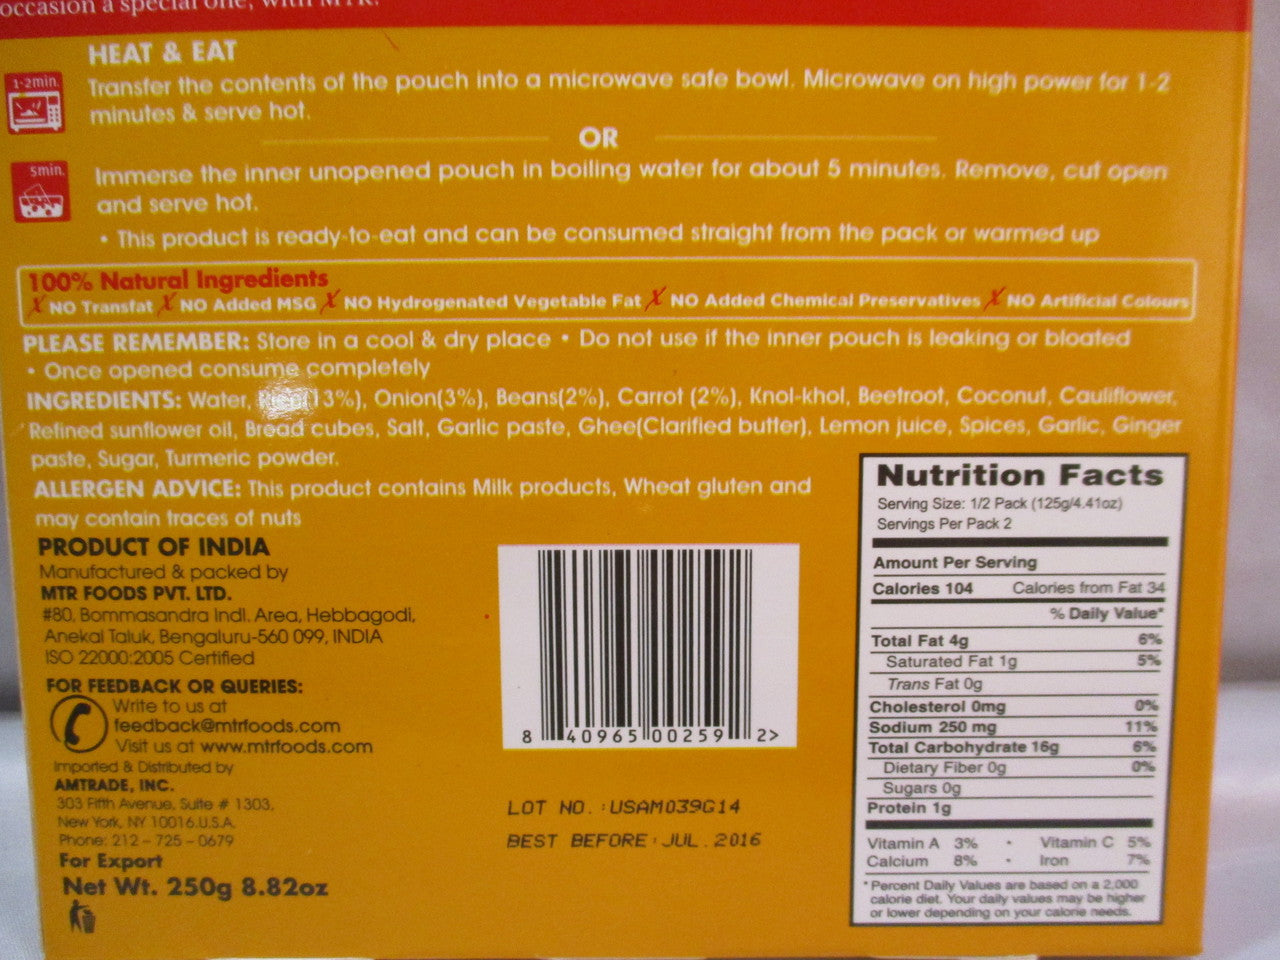 occasion a special one, with MTR.
HEAT & EAT
1-2min.
Transfer the contents of the pouch into a microwave safe bowl. Microwave on high power for 1-2
minutes & serve hot.
OR
5min.
Immerse the inner unopened pouch in boiling water for about 5 minutes. Remove, cut open
and serve hot.
• This product is ready-to-eat and can be consumed straight from the pack or warmed up
100% Natural Ingredients
X NO Transfat X NO Added MSG X NO Hydrogenated Vegetable Fat X NO Added Chemical Preservatives X NO Artificial Colours
PLEASE REMEMBER: Store in a cool & dry place • Do not use if the inner pouch is leaking or bloated
• Once opened consume completely
INGREDIENTS: Water, (13%), Onion(3%), Beans(2%), Carrot (2%), Knol-khol, Beetroot, Coconut, Cauliflower,
Refined sunflower oil, Bread cubes, Salt, Garlic paste, Ghee(Clarified butter), Lemon juice, Spices, Garlic, Ginger
paste, Sugar, Turmeric powder.
ALLERGEN ADVICE: This product contains Milk products, Wheat gluten and
may contain traces of nuts
PRODUCT OF INDIA
Manufactured & packed by
MTR FOODS PVT. LTD.
#80, Bommasandra Indl. Area, Hebbagodi,
Anekal Taluk, Bengaluru-560 099, INDIA
ISO 22000:2005 Certified
FOR FEEDBACK OR QUERIES:
Write to us at
feedback@mtrfoods.com
Visit us at www.mtrfoods.com
Imported & Distributed by
AMTRADE, INC.
303 Fifth Avenue, Suite # 1303,
New York, NY 10016.U.S.A.
Phone: 212 - 725 - 0679
For Export
Net Wt. 250g 8.82oz
8 40965 00259 2>
LOT NO. :USAM039G14
BEST BEFORE:JUL.2016
Nutrition Facts
Serving Size: 1/2 Pack (125g/4.41oz)
Servings Per Pack 2
Amount Per Serving
Calories 104 Calories from Fat 34
% Daily Value*
Total Fat 4g 6%
Saturated Fat 1g 5%
Trans Fat 0g
Cholesterol 0mg 0%
Sodium 250 mg 11%
Total Carbohydrate 16g 6%
Dietary Fiber 0g 0%
Sugars 0g
Protein 1g
Vitamin A 3% • Vitamin C 5%
Calcium 8% • Iron 7%
*Percent Daily Values are based on a 2,000
calorie diet. Your daily values may be higher
or lower depending on your calorie needs.